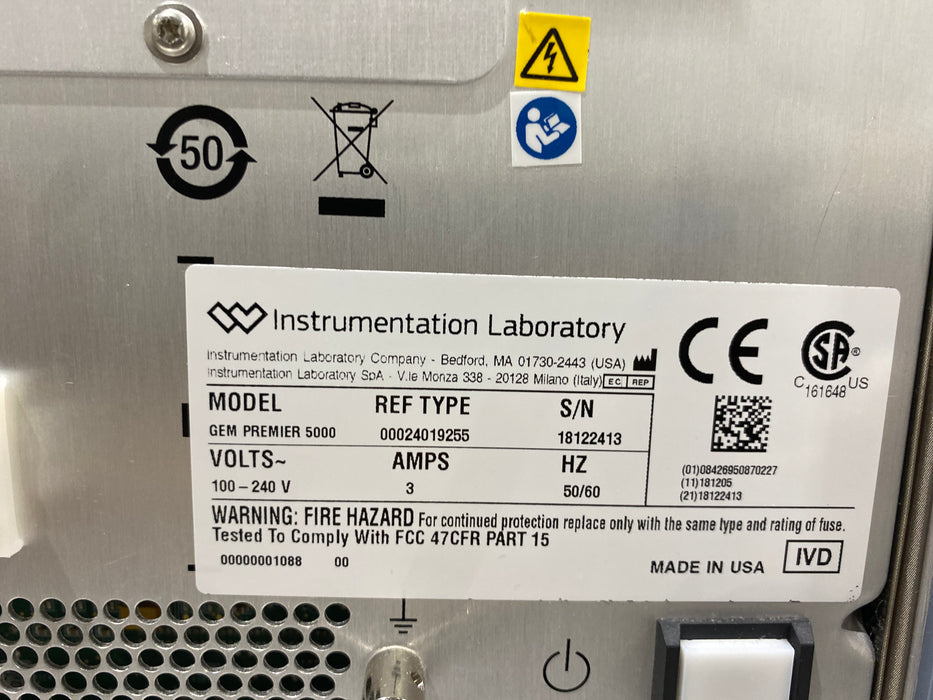 50
Instrumentation Laboratory
Instrumentation Laboratory Company - Bedford, MA 01730-2443 (USA)
Instrumentation Laboratory SpA - V.le Monza 338 - 20128 Milano (Italy) EC REP
MODEL REF TYPE S/N
GEM PREMIER 5000 00024019255 18122413
VOLTS~ AMPS HZ
100 – 240 V 3 50/60
CE
SA ®
C US
161648
(01)08426950870227
(11)181205
(21)18122413
WARNING: FIRE HAZARD For continued protection replace only with the same type and rating of fuse.
Tested To Comply With FCC 47CFR PART 15
00000001088 00
MADE IN USA IVD